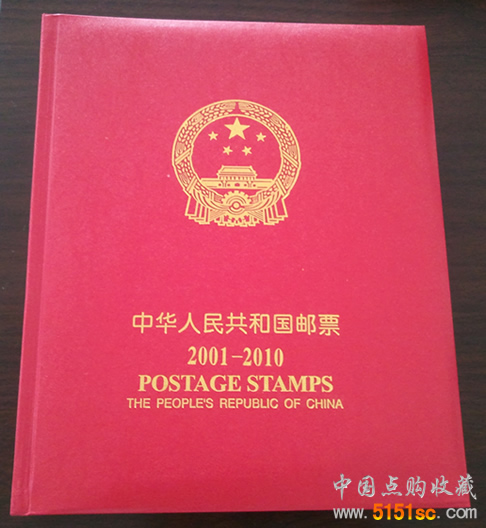 中华人民共和国邮票
2001-2010
POSTAGE STAMPS
THE PEOPLE'S REPUBLIC OF CHINA
中国点购收藏
www.5151sc.com